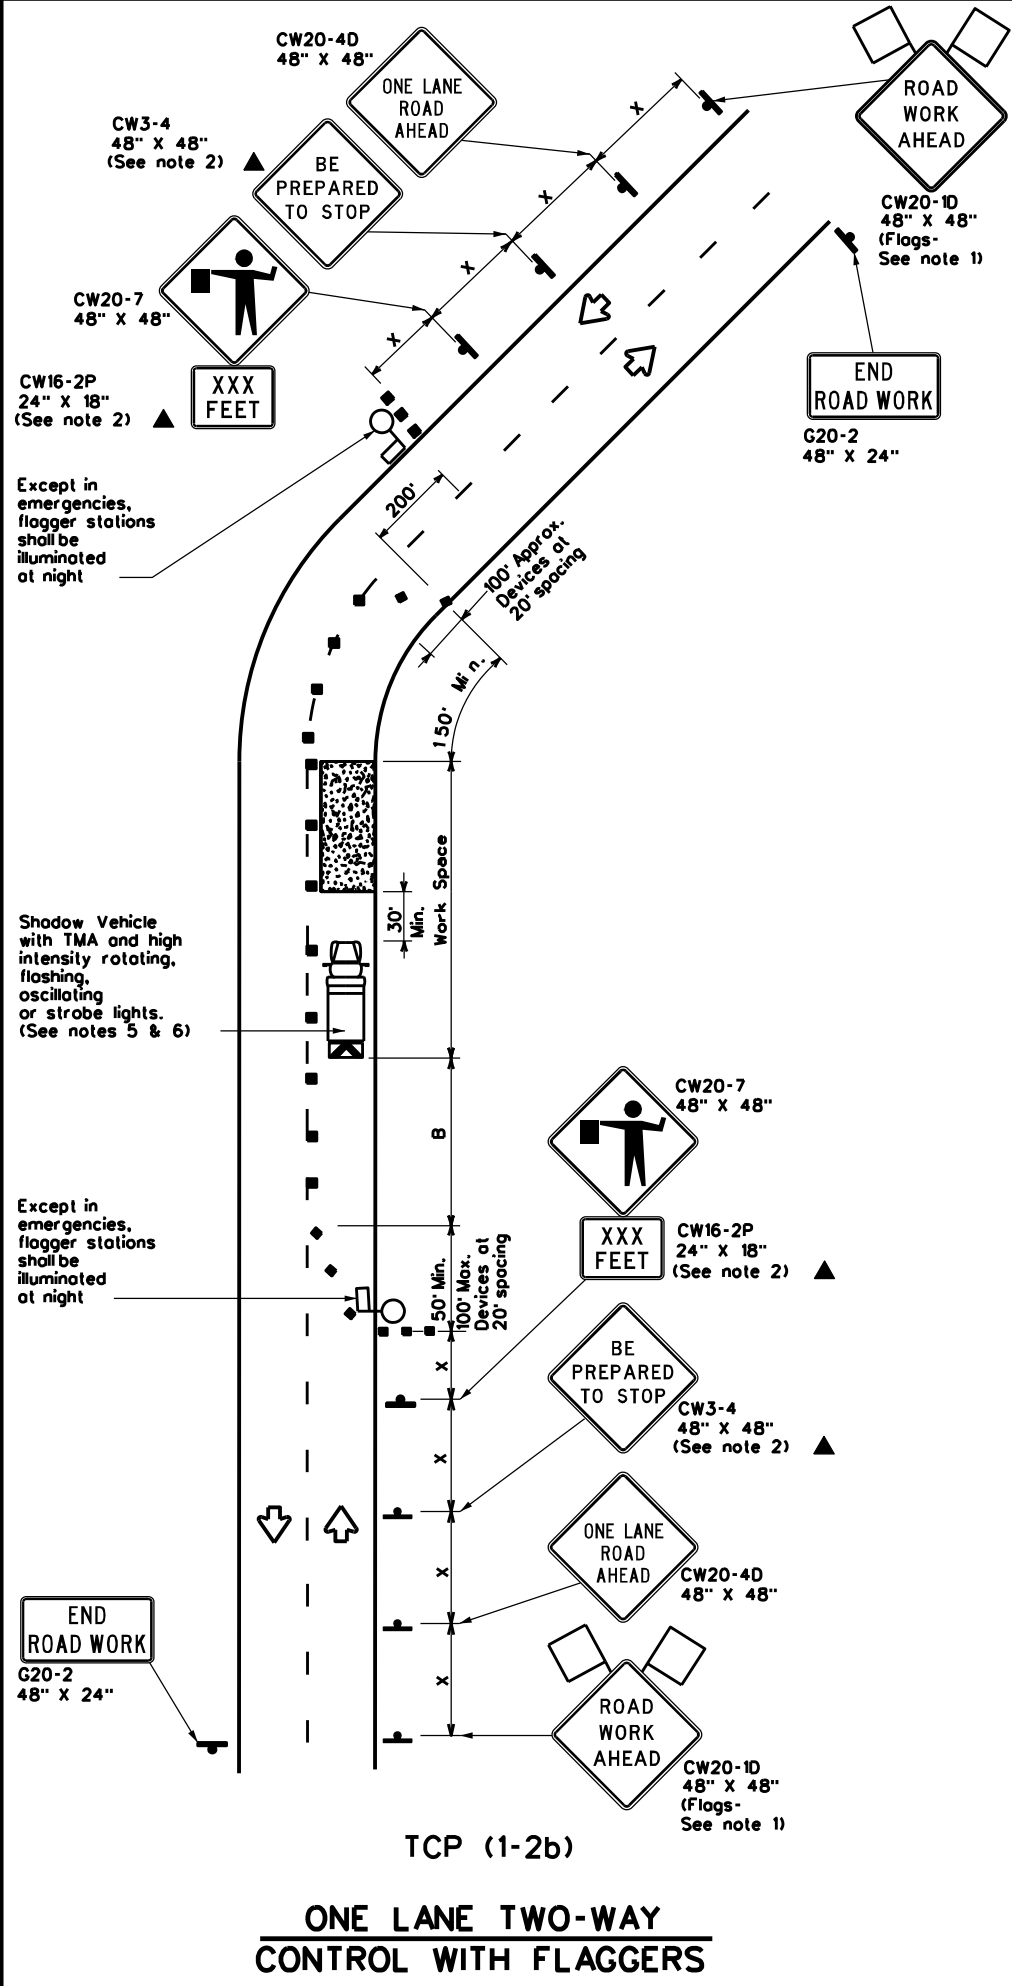 CW20-4D
48" X 48"
ONE LANE
ROAD
AHEAD
ROAD
WORK
AHEAD
CW20-1D
48" X 48"
(Flags-
See note 1)
CW3-4
48" X 48"
(See note 2)
BE
PREPARED
TO STOP
CW20-7
48" X 48"
CW16-2P
24" X 18"
(See note 2)
XXX
FEET
X
X
X
X
END
ROAD WORK
G20-2
48" X 24"
Except in
emergencies,
flagger stations
shall be
illuminated
at night
200'
100' Approx.
Devices at
20' spacing
150' Min.
Work Space
30'
Min.
Shadow Vehicle
with TMA and high
intensity rotating,
flashing,
oscillating
or strobe lights.
(See notes 5 & 6)
B
CW20-7
48" X 48"
XXX
FEET
CW16-2P
24" X 18"
(See note 2)
Except in
emergencies,
flagger stations
shall be
illuminated
at night
50' Min.
100' Max.
Devices at
20' spacing
X
X
X
X
BE
PREPARED
TO STOP
CW3-4
48" X 48"
(See note 2)
ONE LANE
ROAD
AHEAD
CW20-4D
48" X 48"
END
ROAD WORK
G20-2
48" X 24"
ROAD
WORK
AHEAD
CW20-1D
48" X 48"
(Flags-
See note 1)
TCP (1-2b)
ONE LANE TWO-WAY
CONTROL WITH FLAGGERS